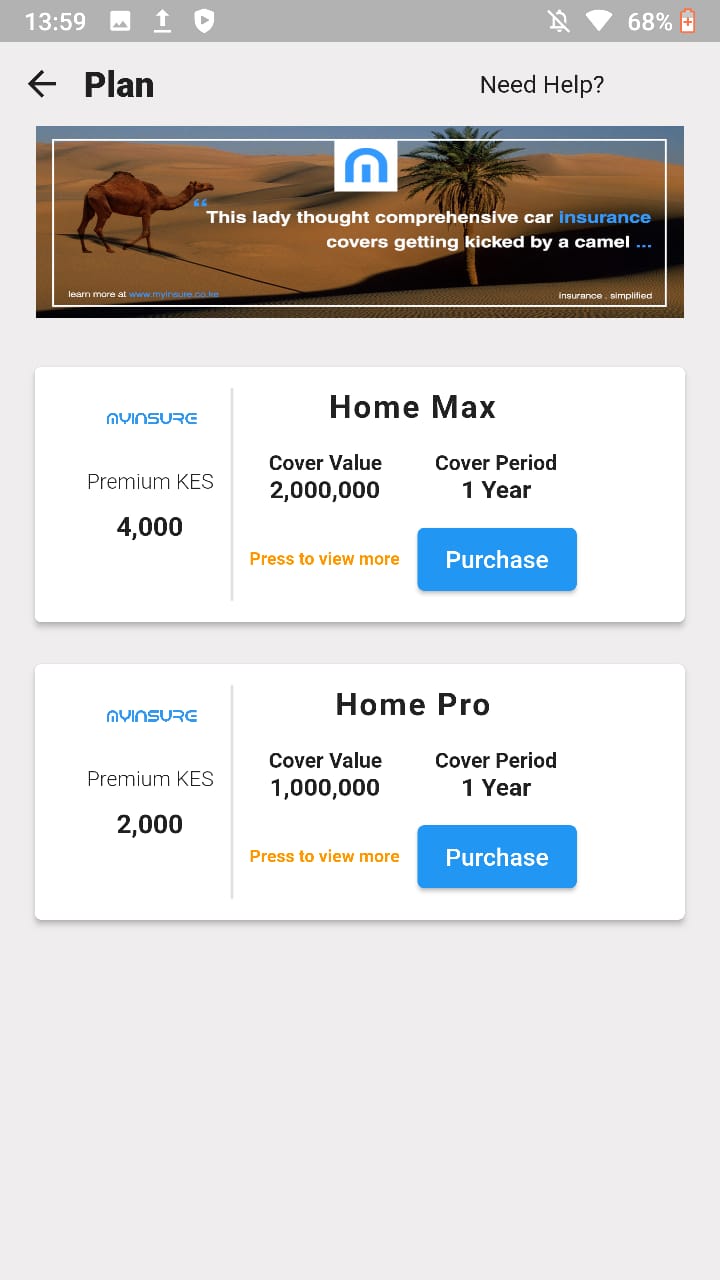 13:59
68%
Plan
Need Help?
“This lady thought comprehensive car insurance
covers getting kicked by a camel ...
learn more at www.myinsure.co.ke
insurance . simplified
MYINSURE
Home Max
Premium KES
4,000
Cover Value
2,000,000
Cover Period
1 Year
Press to view more
Purchase
MYINSURE
Home Pro
Premium KES
2,000
Cover Value
1,000,000
Cover Period
1 Year
Press to view more
Purchase